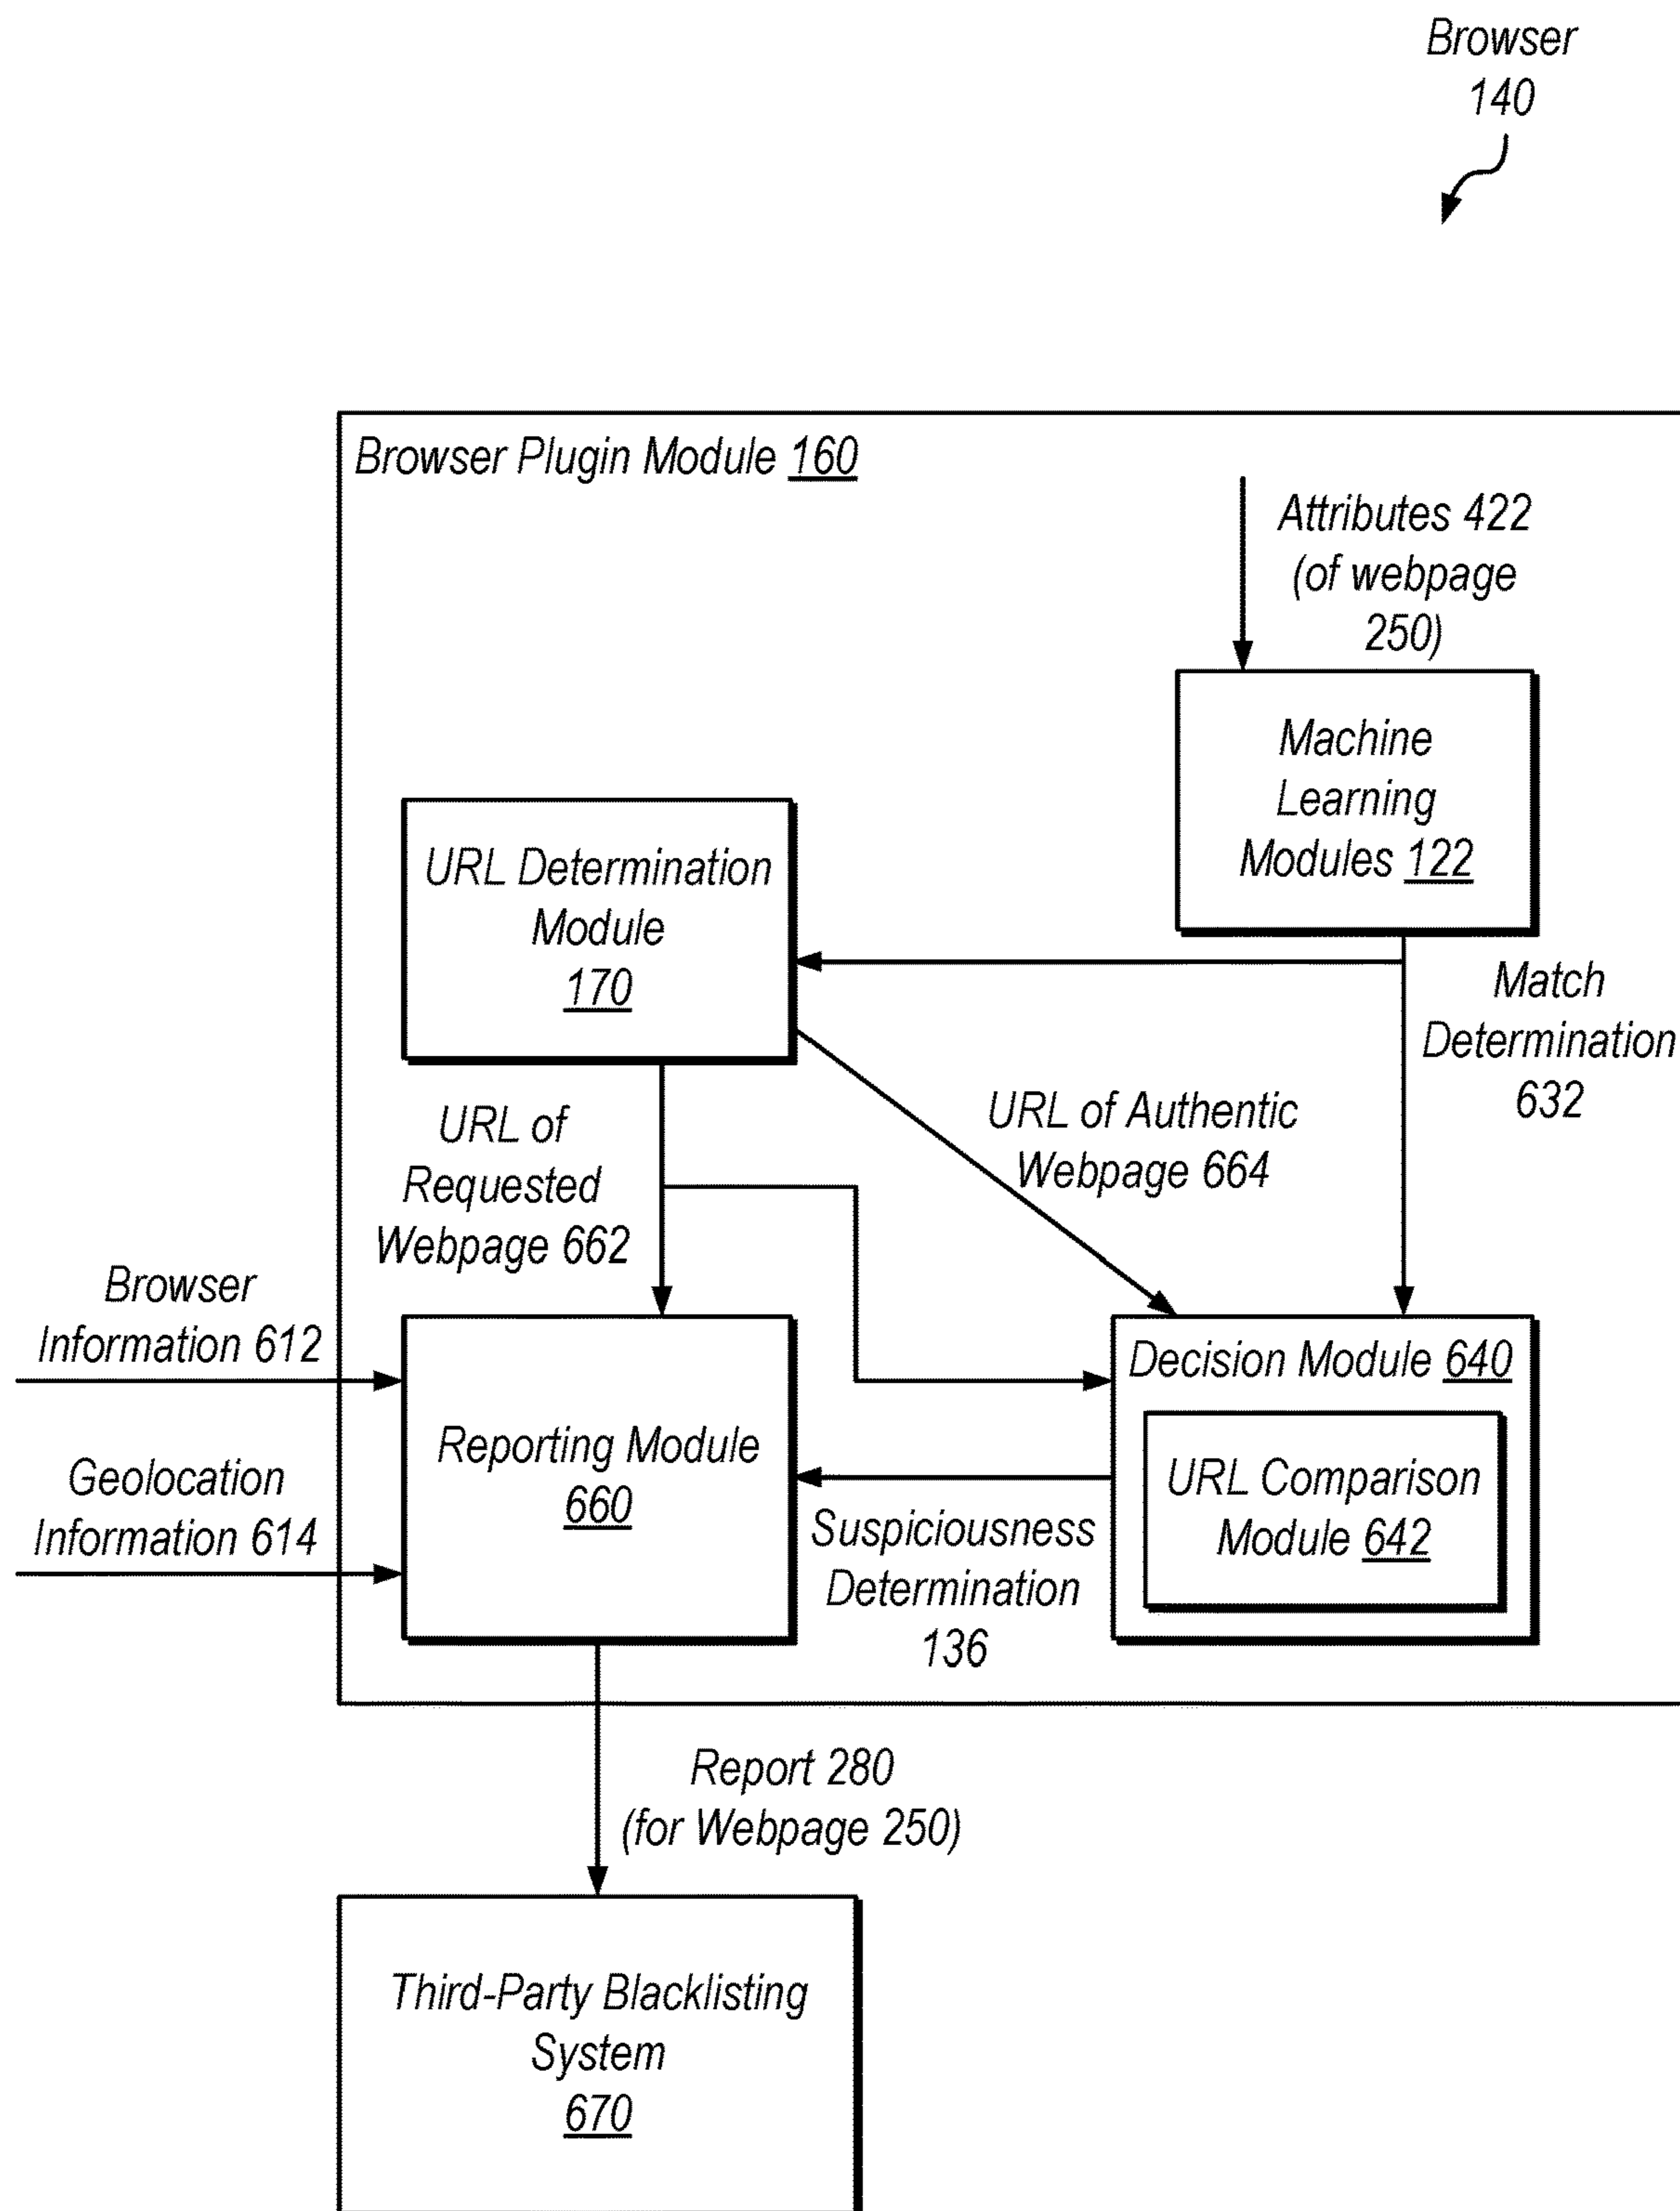 Browser
140
Browser Plugin Module 160
Attributes 422
(of webpage
250)
Machine
Learning
Modules 122
URL Determination
Module
170
Match
Determination
632
URL of
Requested
Webpage 662
URL of Authentic
Webpage 664
Browser
Information 612
Geolocation
Information 614
Reporting Module
660
Decision Module 640
URL Comparison
Module 642
Suspiciousness
Determination
136
Report 280
(for Webpage 250)
Third-Party Blacklisting
System
670